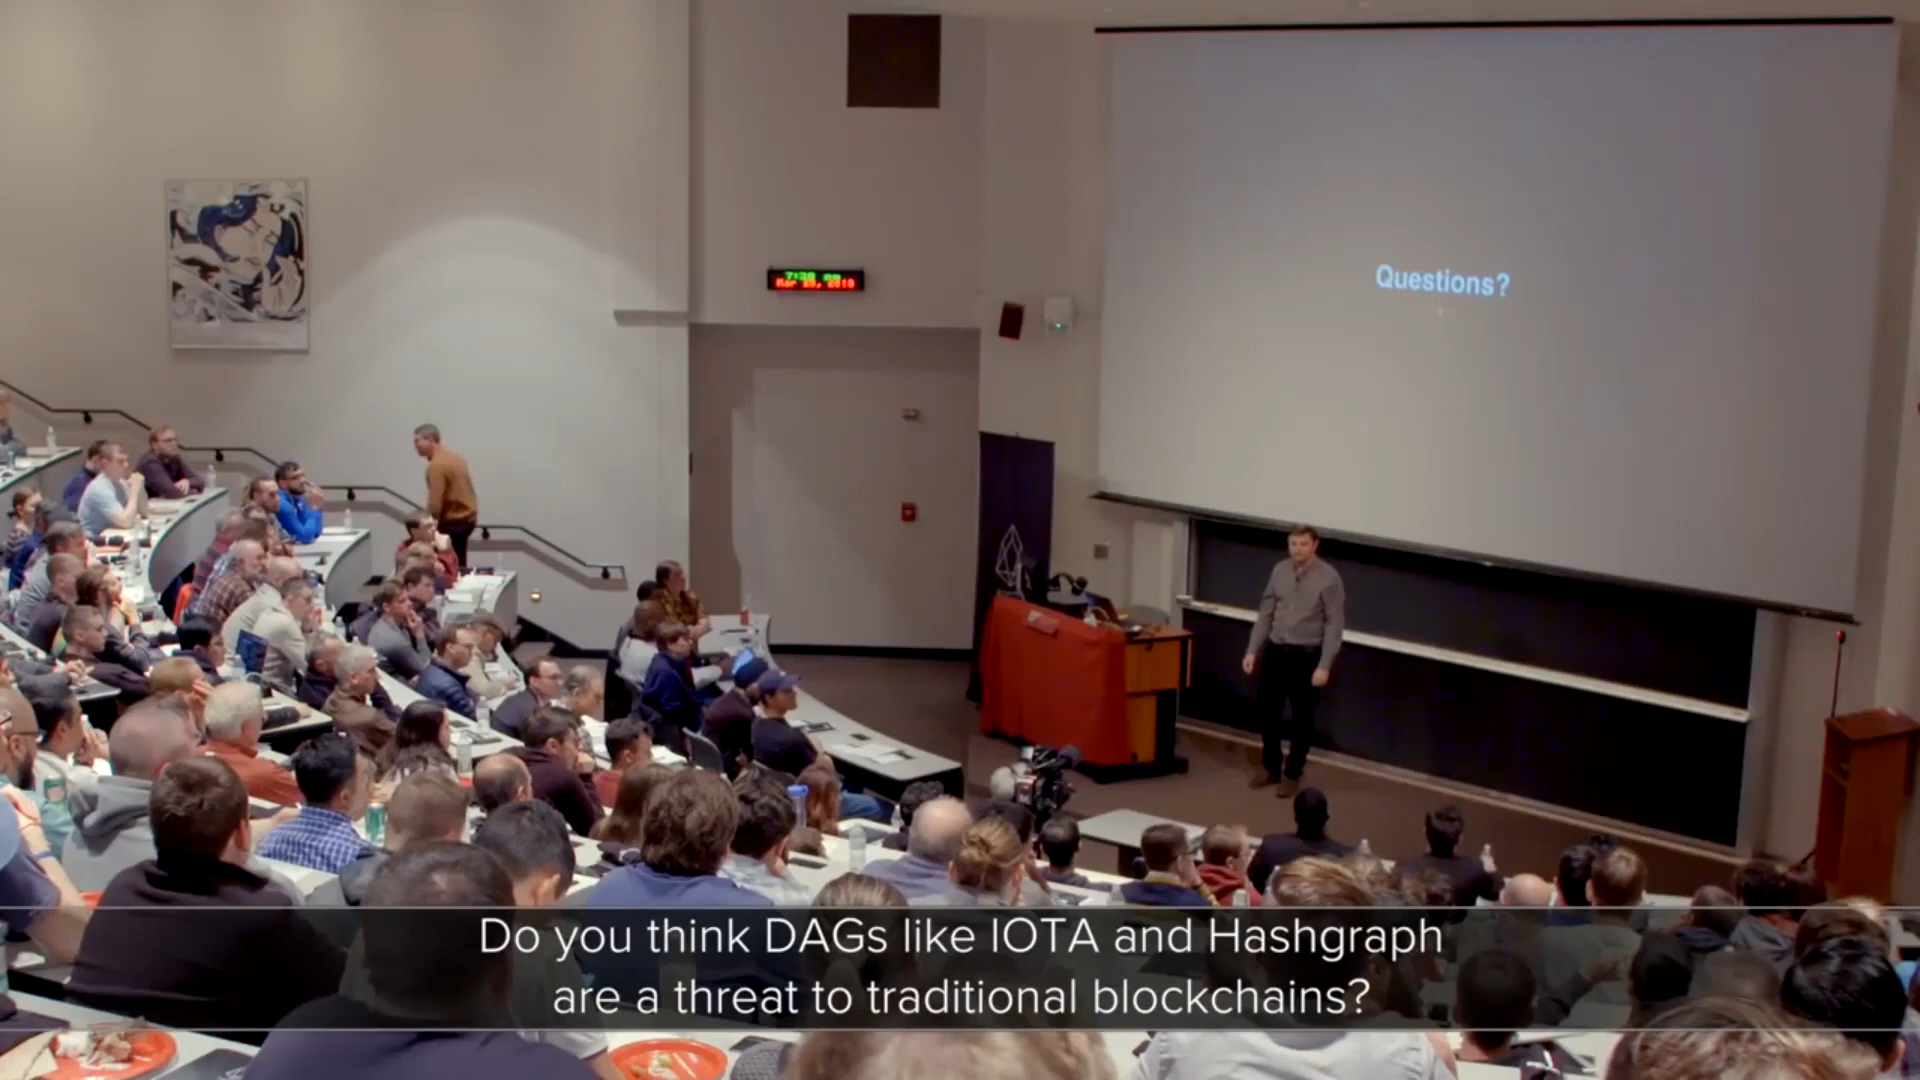 Questions?
Do you think DAGs like IOTA and Hashgraph
are a threat to traditional blockchains?